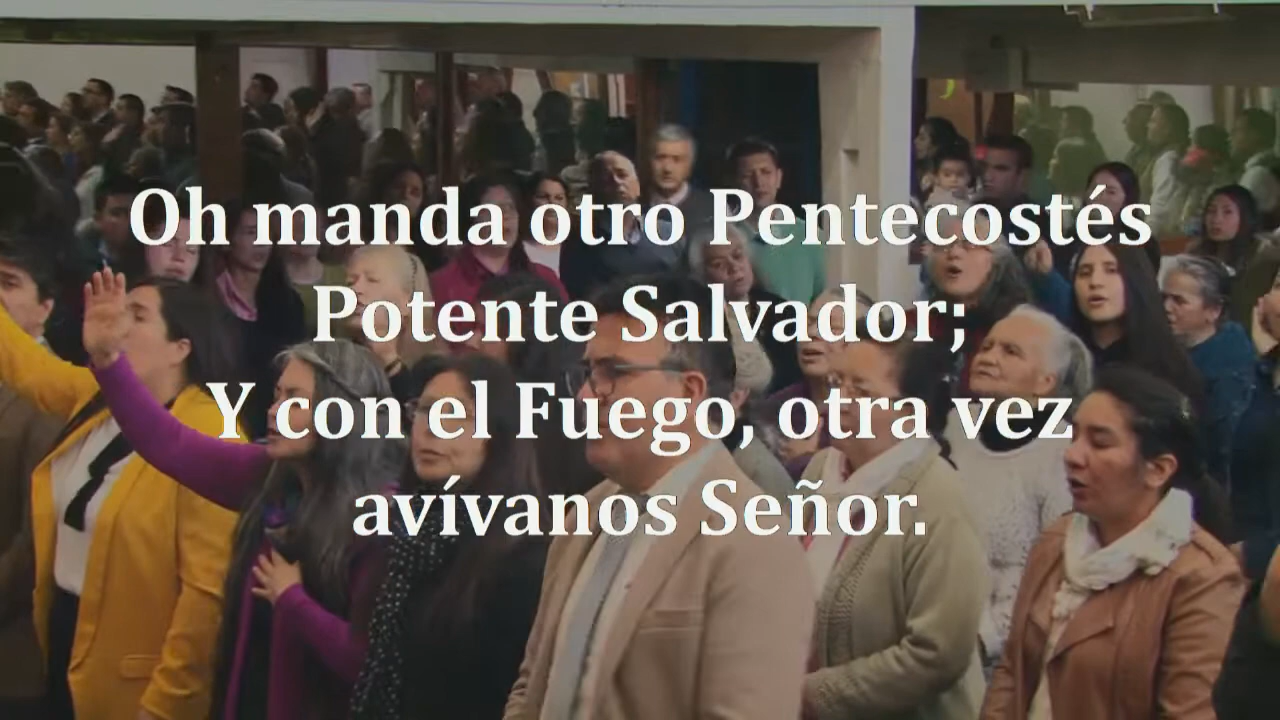 Oh manda otro Pentecostés
Potente Salvador;
Y con el Fuego, otra vez
avívanos Señor.